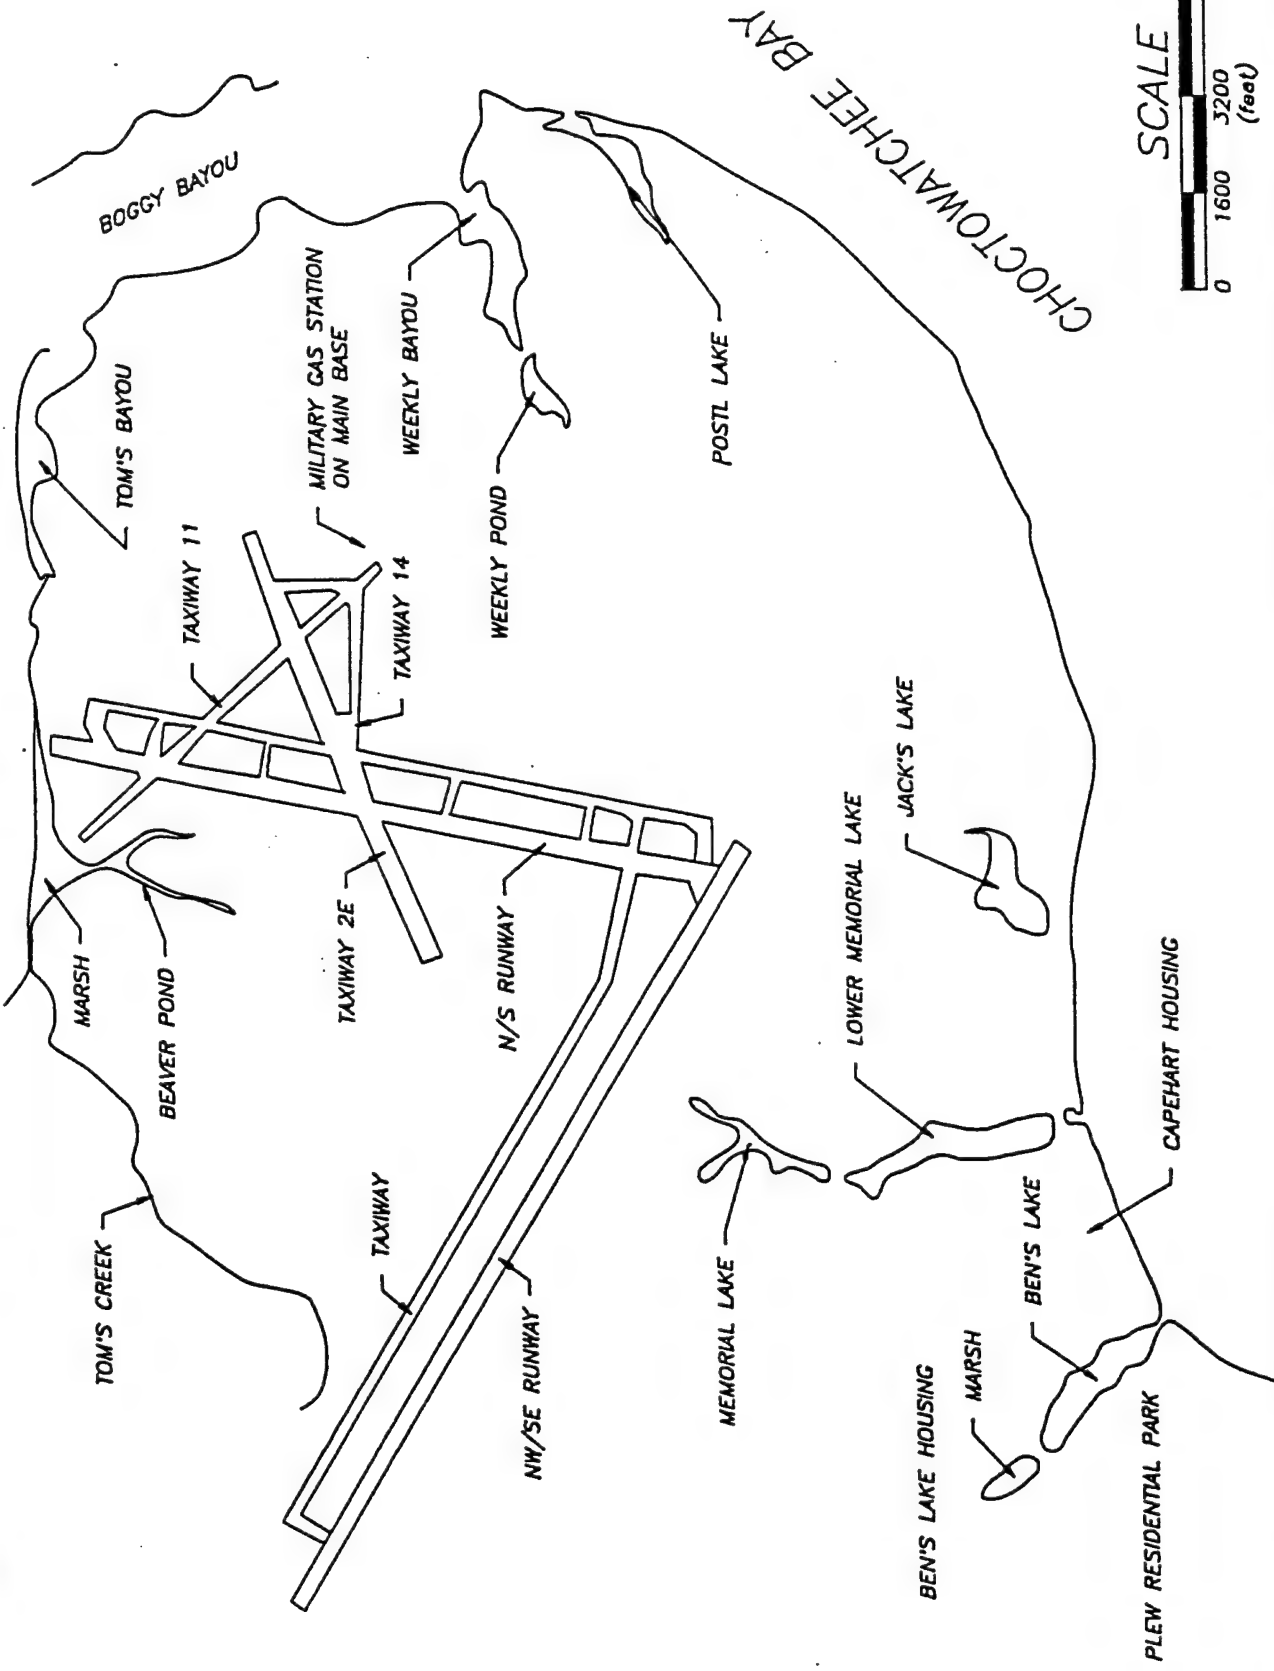 BOGGY BAYOU
CHOCTOWATCHEE BAY
SCALE
0 1600 3200
(feet)
TOM'S BAYOU
MILITARY GAS STATION
ON MAIN BASE
WEEKLY BAYOU
POSTL LAKE
TAXIWAY 11
TAXIWAY 14
WEEKLY POND
MARSH
BEAVER POND
TAXIWAY 2E
N/S RUNWAY
LOWER MEMORIAL LAKE
JACK'S LAKE
CAPEHART HOUSING
TOM'S CREEK
TAXIWAY
NW/SE RUNWAY
MEMORIAL LAKE
BEN'S LAKE
MARSH
BEN'S LAKE HOUSING
PLEW RESIDENTIAL PARK